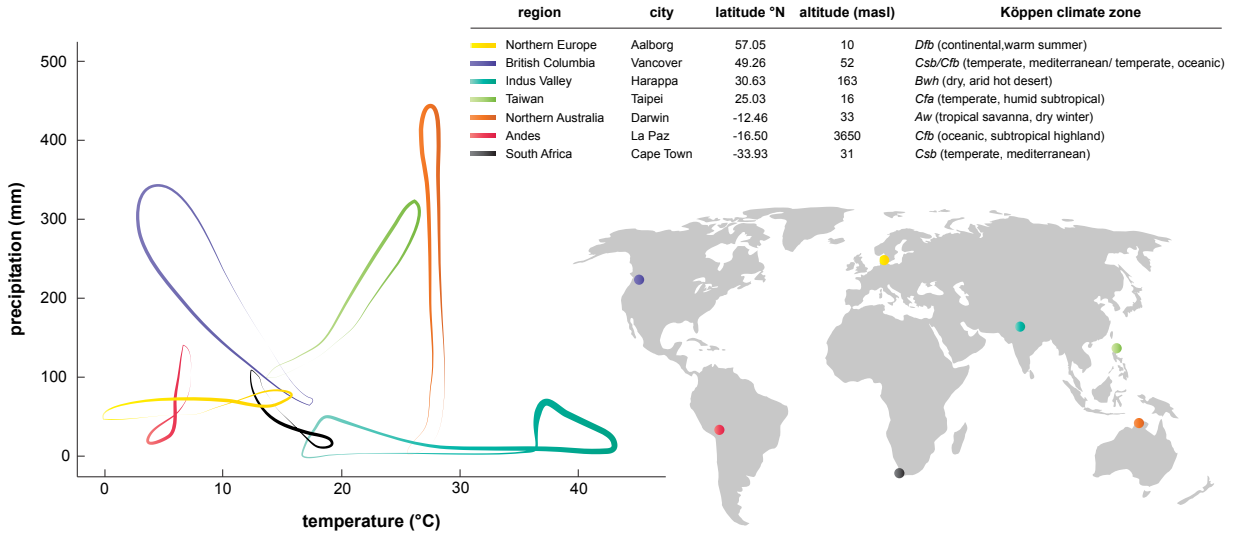 region city latitude °N altitude (masl) Köppen climate zone
Northern Europe Aalborg 57.05 10 Dfb (continental,warm summer)
British Columbia Vancover 49.26 52 Csb/Cfb (temperate, mediterranean/ temperate, oceanic)
Indus Valley Harappa 30.63 163 Bwh (dry, arid hot desert)
Taiwan Taipei 25.03 16 Cfa (temperate, humid subtropical)
Northern Australia Darwin -12.46 33 Aw (tropical savanna, dry winter)
Andes La Paz -16.50 3650 Cfb (oceanic, subtropical highland)
South Africa Cape Town -33.93 31 Csb (temperate, mediterranean)
precipitation (mm)
500
400
300
200
100
0
0 10 20 30 40
temperature (°C)